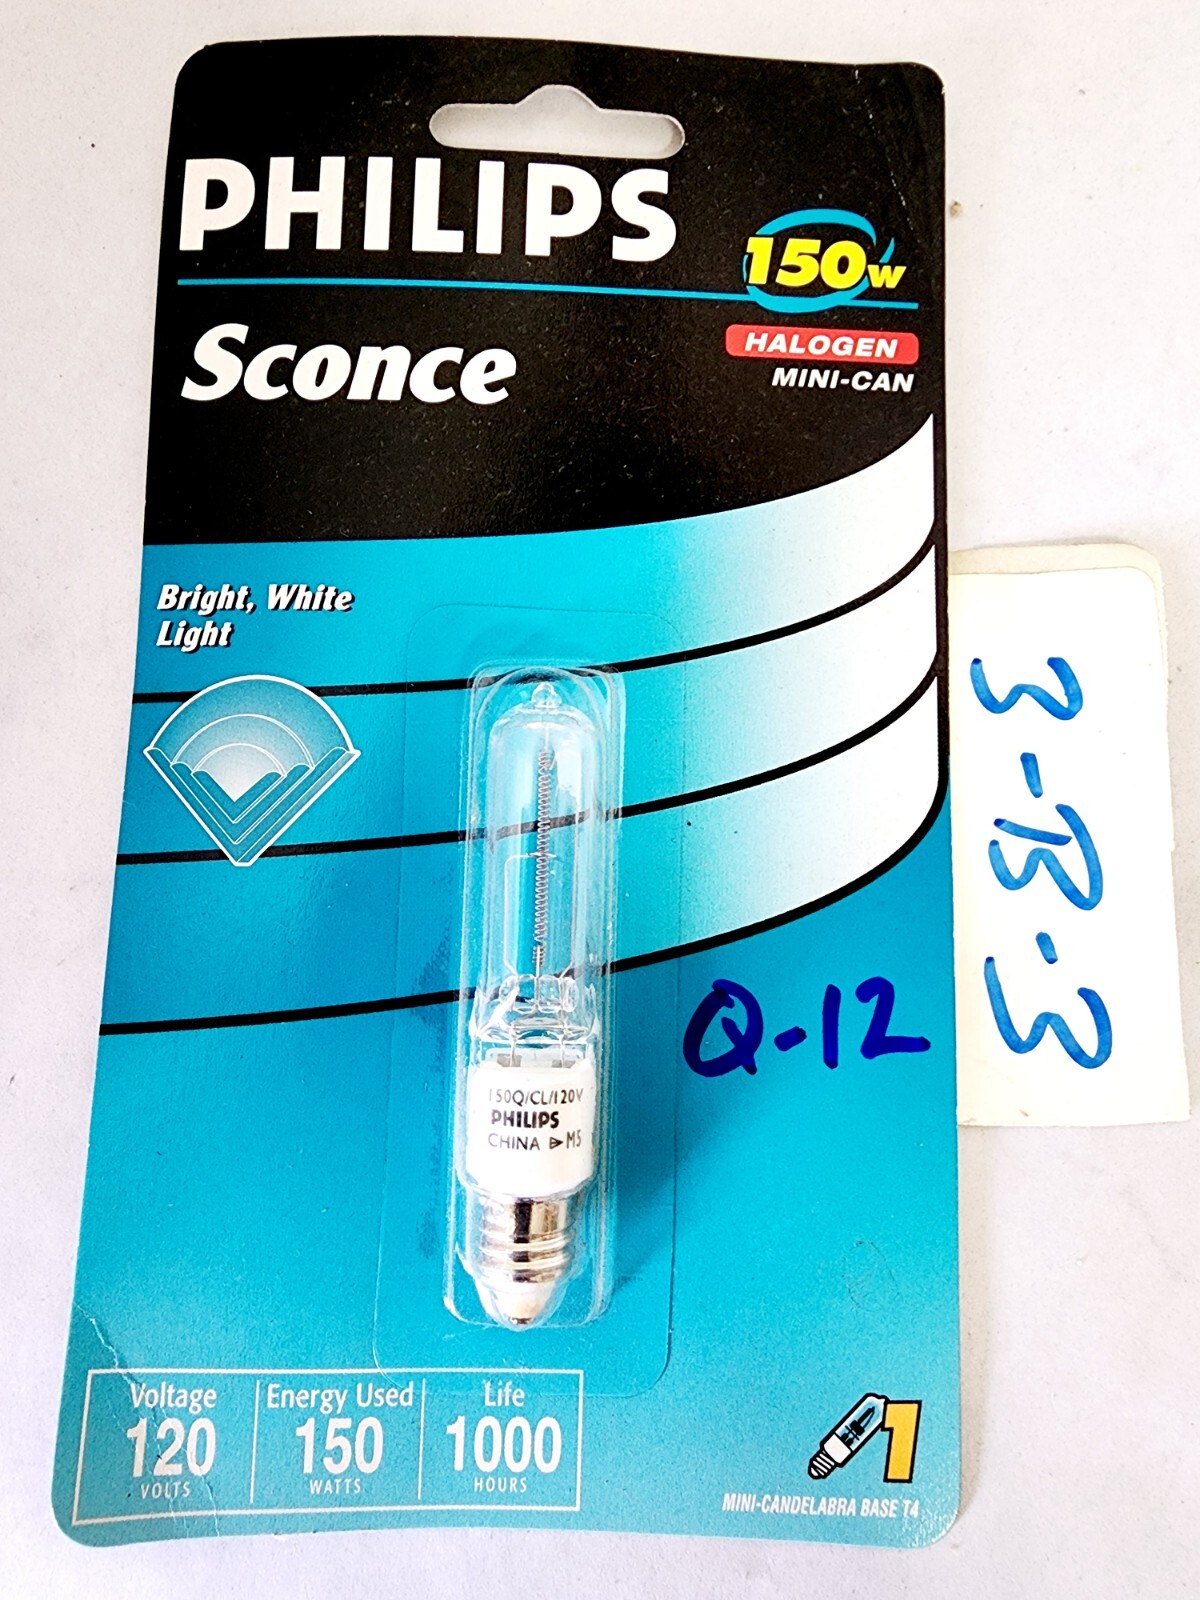 PHILIPS
150W
HALOGEN
MINI-CAN
Sconce
Bright, White
Light
3-B-3
Q-12
150Q/CL/120V
PHILIPS
CHINA M5
Voltage
120
VOLTS
Energy Used
150
WATTS
Life
1000
HOURS
1
MINI-CANDELABRA BASE T4